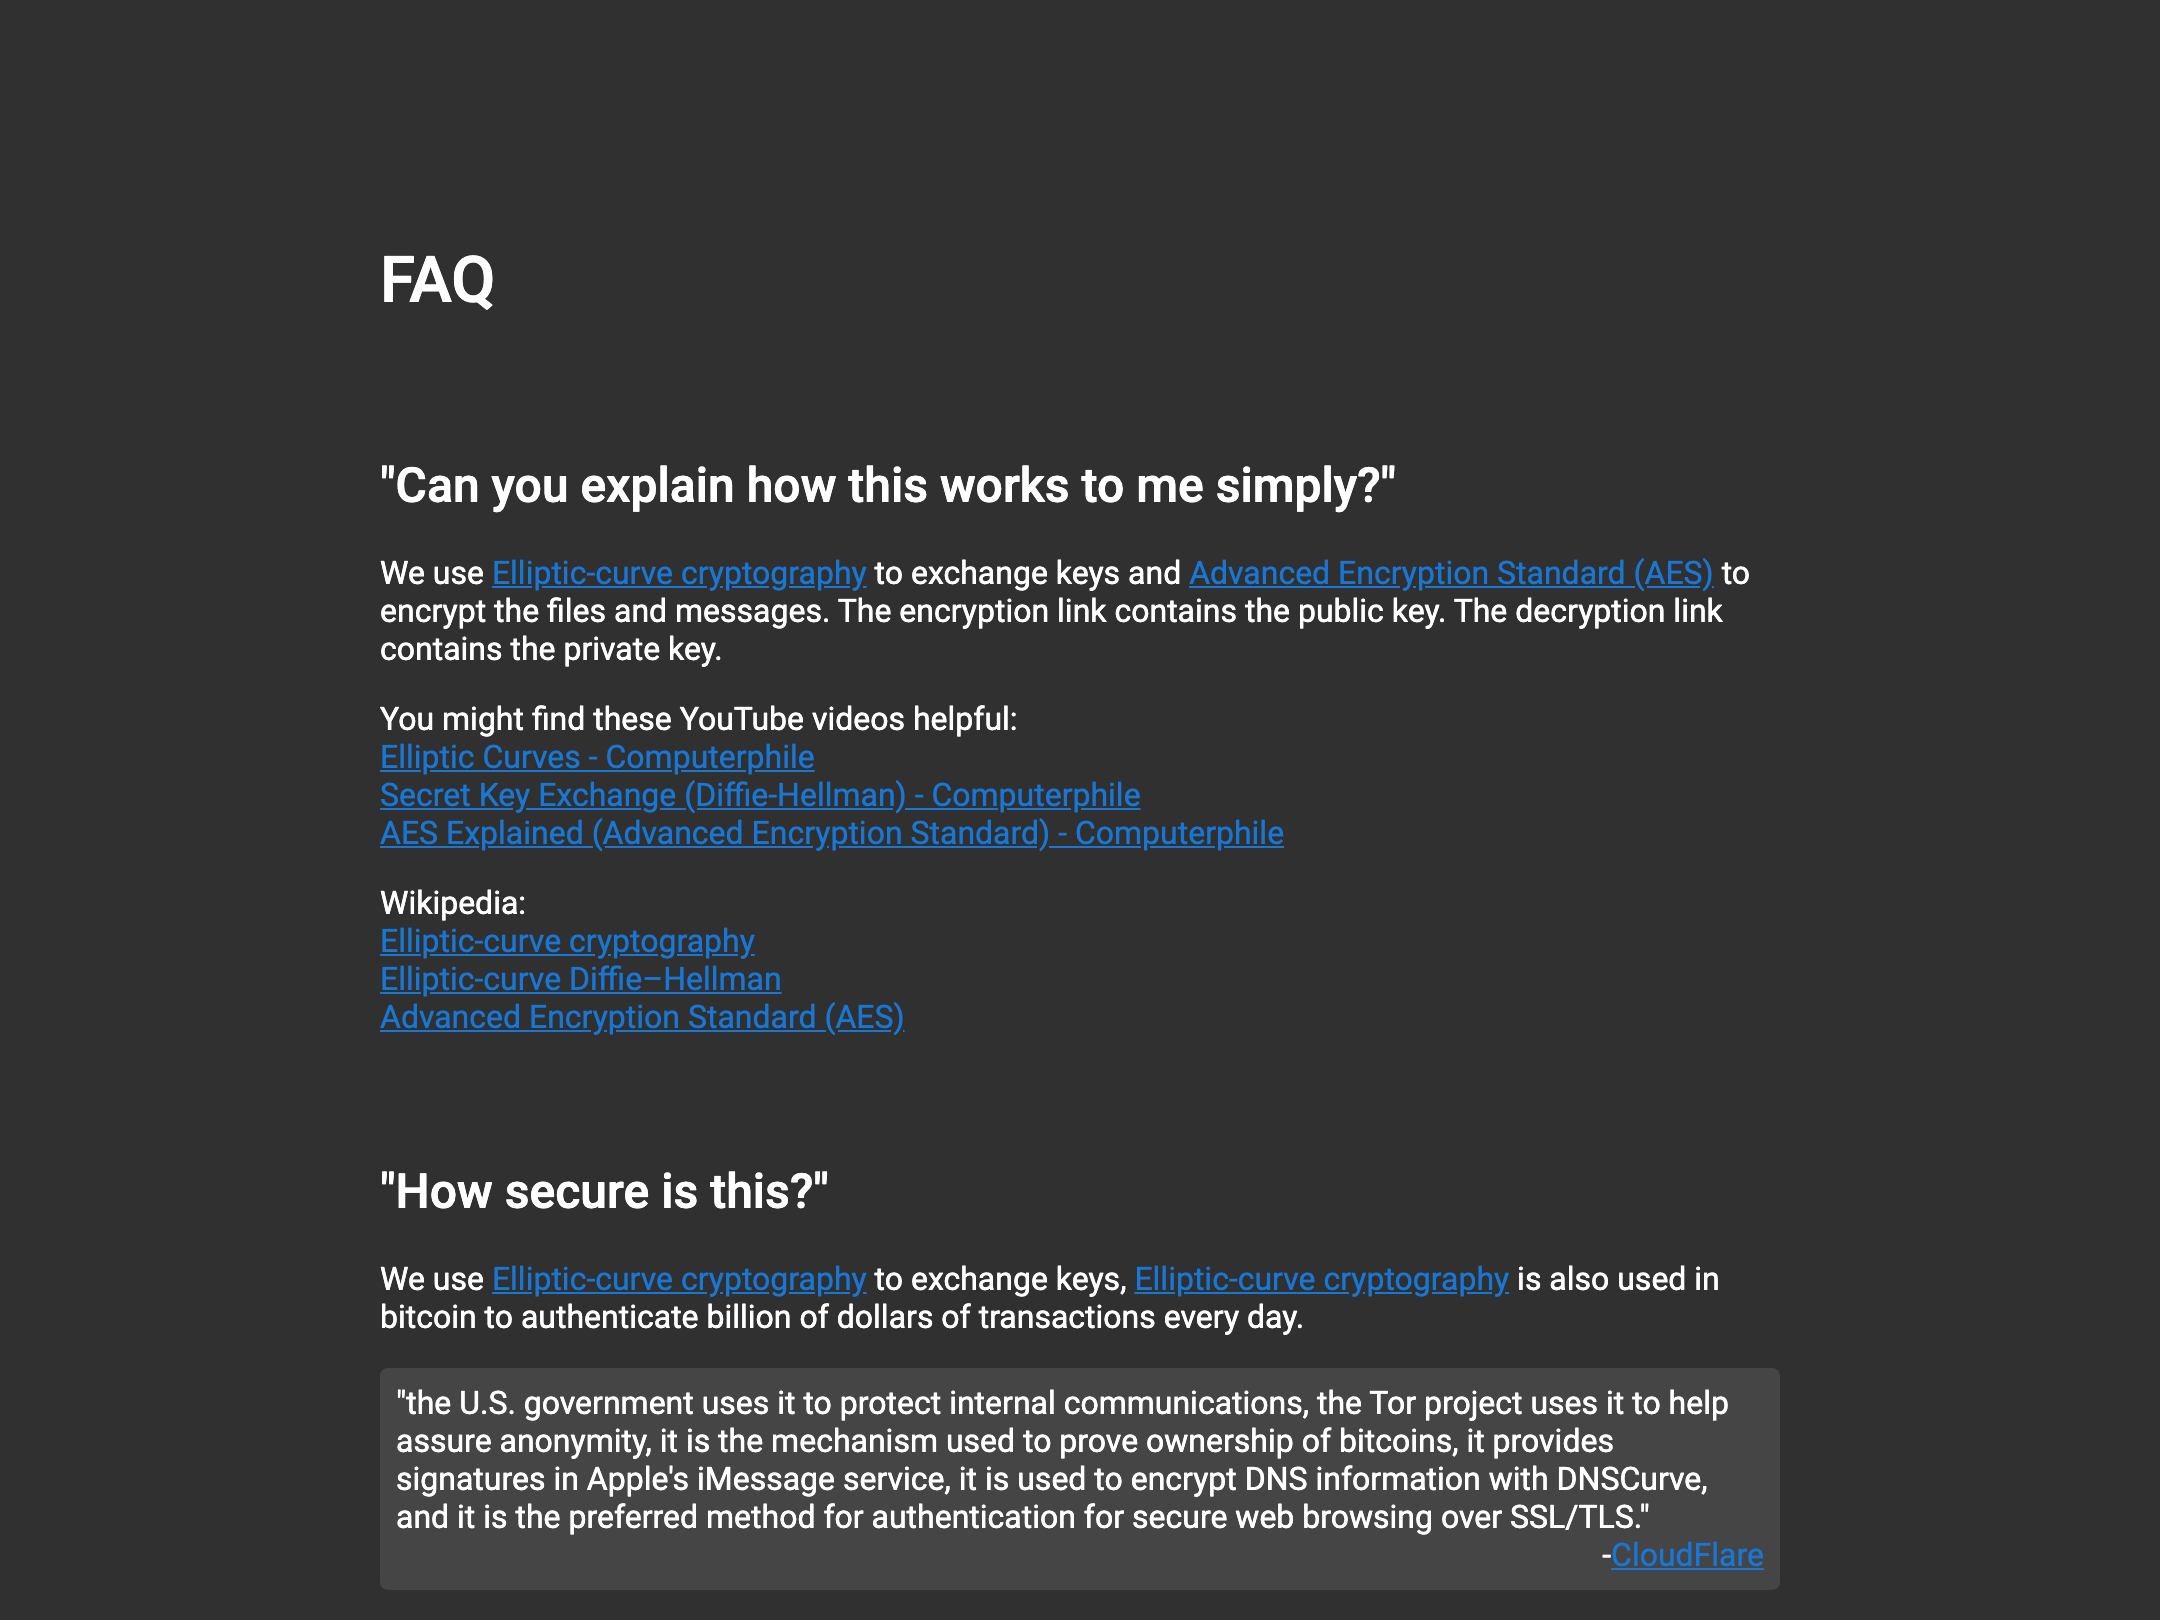 FAQ
"Can you explain how this works to me simply?"
We use Elliptic-curve cryptography to exchange keys and Advanced Encryption Standard (AES) to
encrypt the files and messages. The encryption link contains the public key. The decryption link
contains the private key.
You might find these YouTube videos helpful:
Elliptic Curves - Computerphile
Secret Key Exchange (Diffie-Hellman) - Computerphile
AES Explained (Advanced Encryption Standard) - Computerphile
Wikipedia:
Elliptic-curve cryptography
Elliptic-curve Diffie–Hellman
Advanced Encryption Standard (AES)
"How secure is this?"
We use Elliptic-curve cryptography to exchange keys, Elliptic-curve cryptography is also used in
bitcoin to authenticate billion of dollars of transactions every day.
"the U.S. government uses it to protect internal communications, the Tor project uses it to help
assure anonymity, it is the mechanism used to prove ownership of bitcoins, it provides
signatures in Apple's iMessage service, it is used to encrypt DNS information with DNSCurve,
and it is the preferred method for authentication for secure web browsing over SSL/TLS."
-CloudFlare